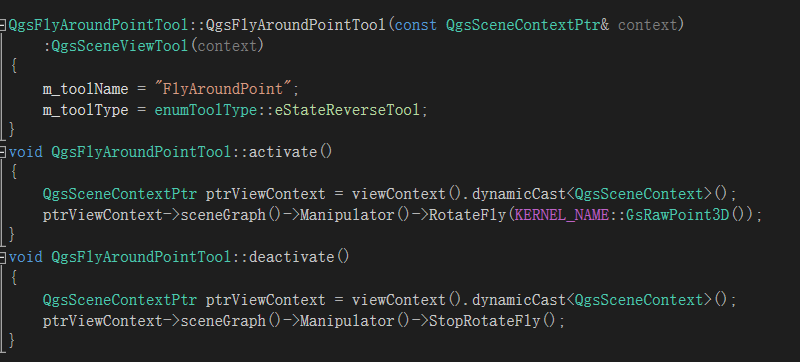 QgsFlyAroundPointTool::QgsFlyAroundPointTool(const QgsSceneContextPtr& context)
    :QgsSceneViewTool(context)
{
    m_toolName = "FlyAroundPoint";
    m_toolType = enumToolType::eStateReverseTool;
}
void QgsFlyAroundPointTool::activate()
{
    QgsSceneContextPtr ptrViewContext = viewContext().dynamicCast<QgsSceneContext>();
    ptrViewContext->sceneGraph()->Manipulator()->RotateFly(KERNEL_NAME::GsRawPoint3D());
}
void QgsFlyAroundPointTool::deactivate()
{
    QgsSceneContextPtr ptrViewContext = viewContext().dynamicCast<QgsSceneContext>();
    ptrViewContext->sceneGraph()->Manipulator()->StopRotateFly();
}